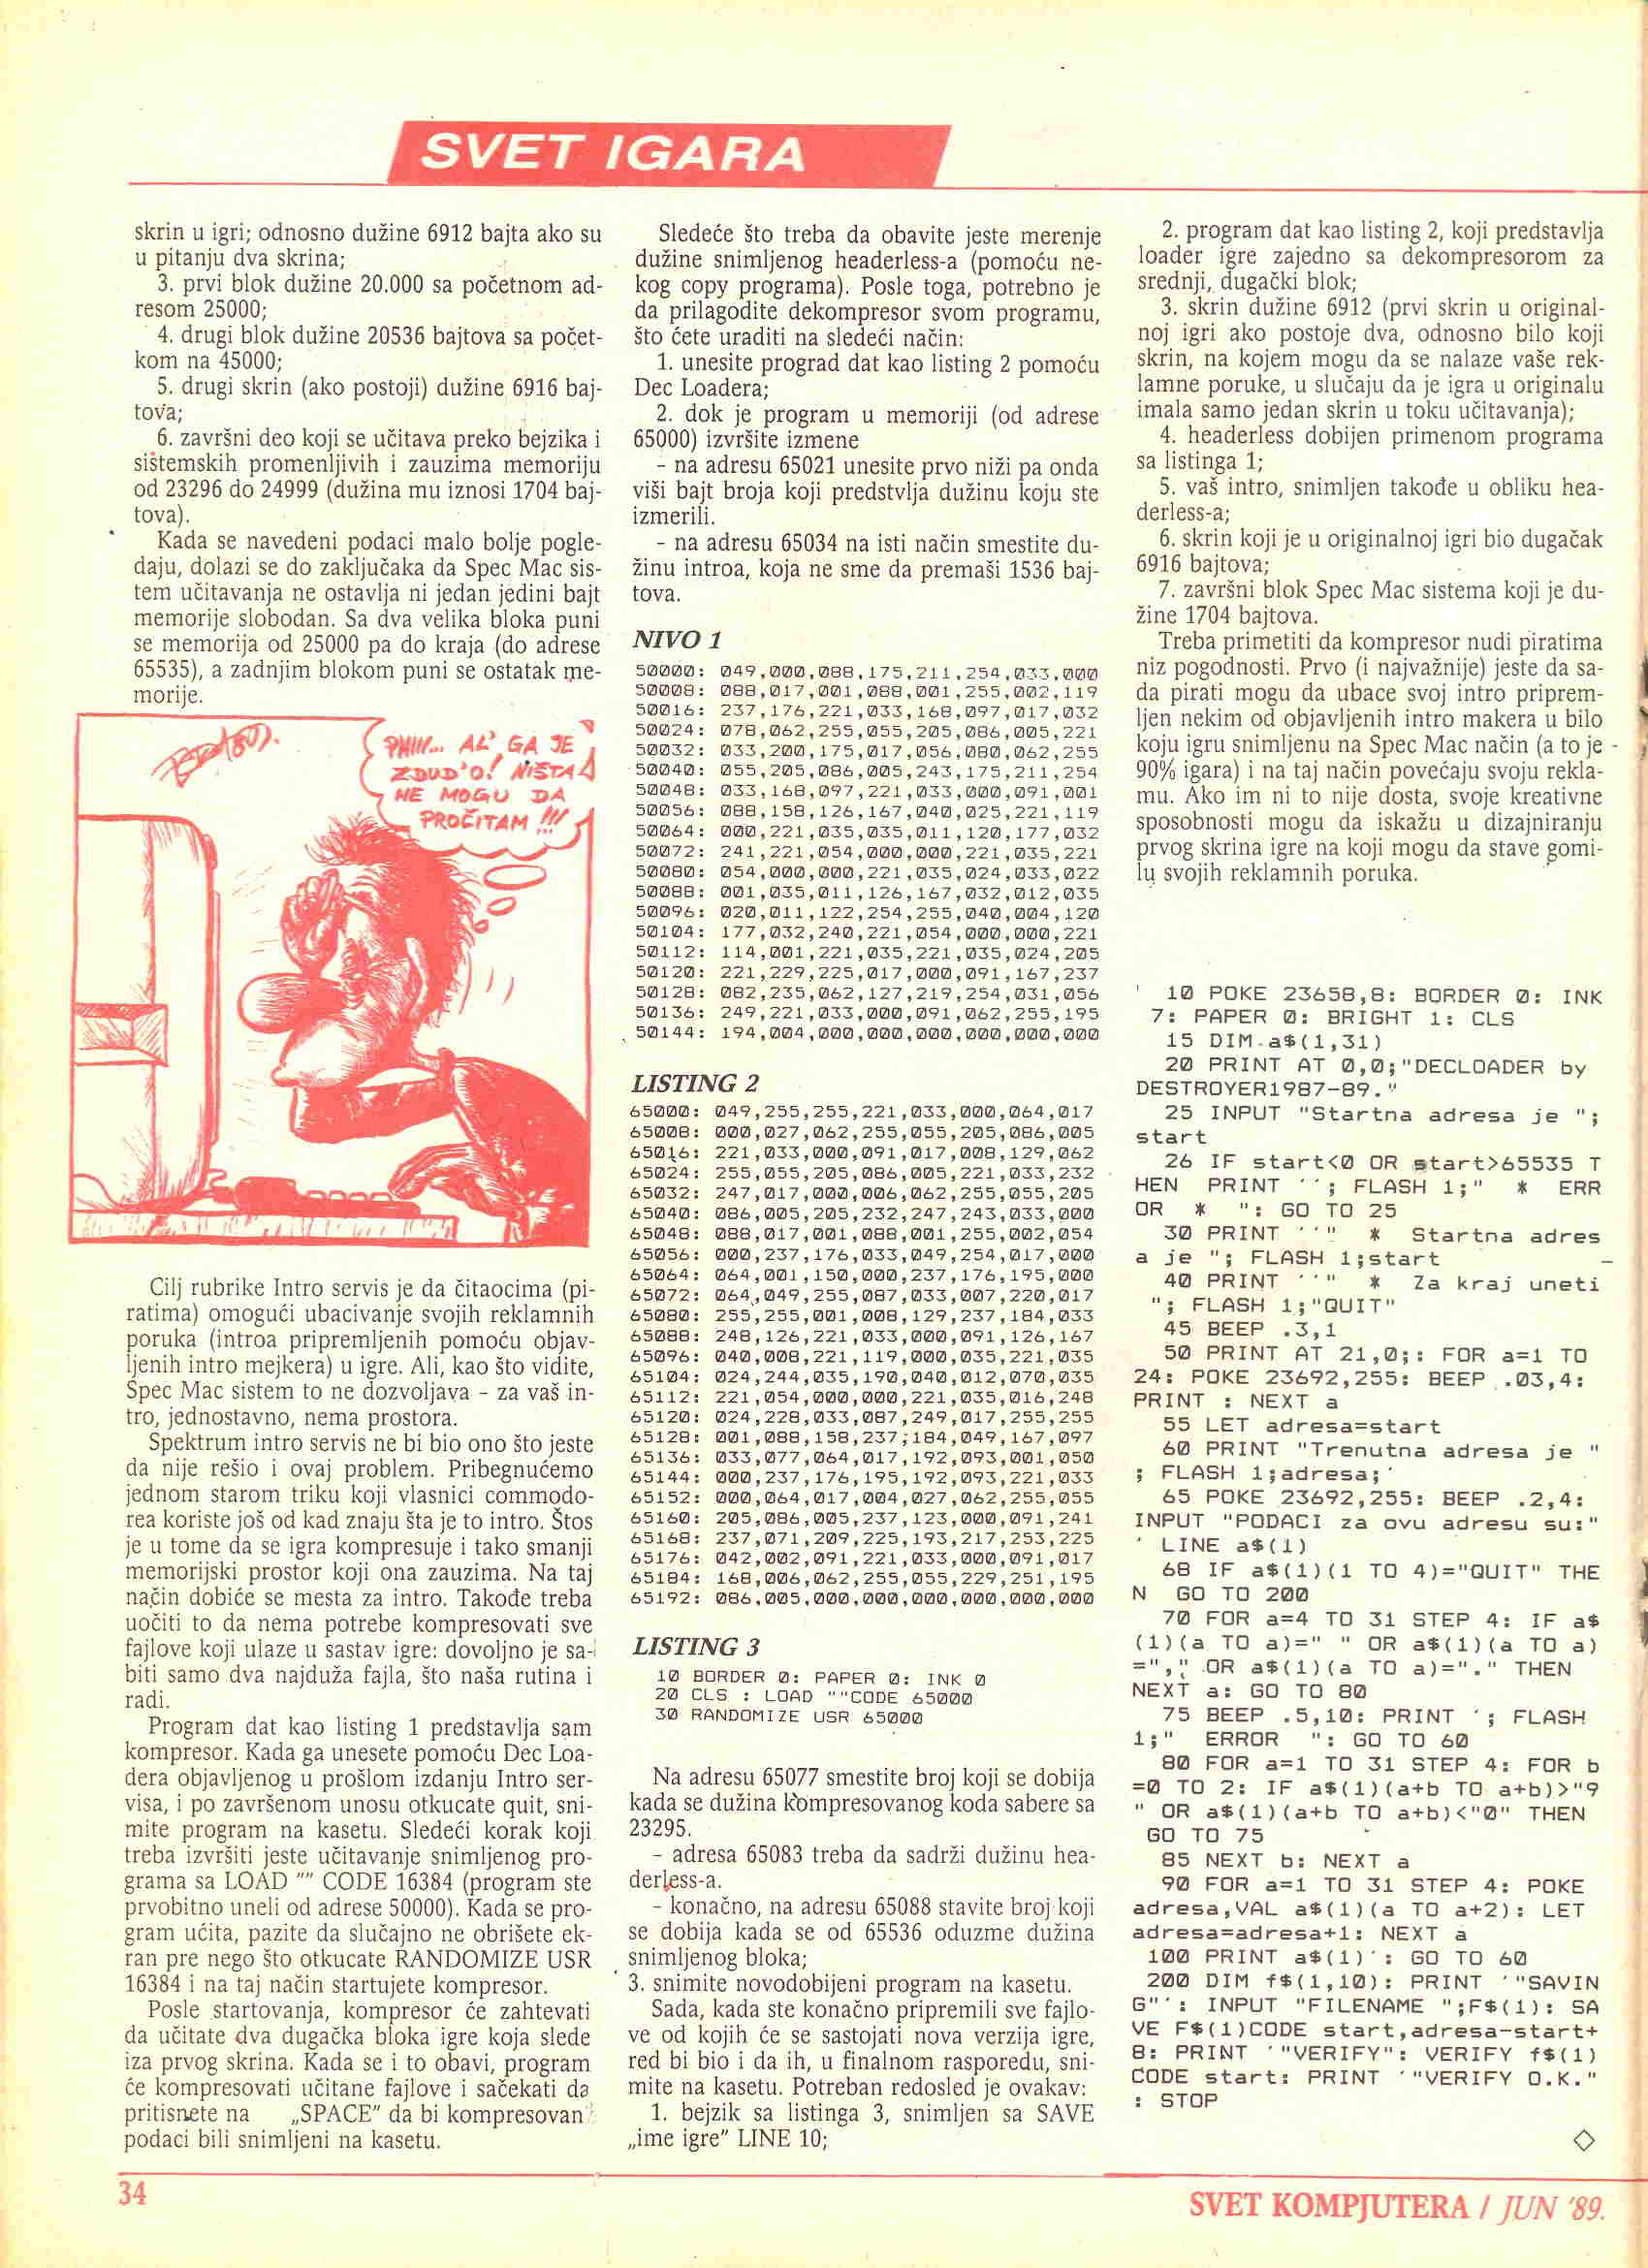 SVET IGARA
skrin u igri; odnosno dužine 6912 bajta ako su
u pitanju dva skrina;
3. prvi blok dužine 20.000 sa početnom ad-
resom 25000;
4. drugi blok dužine 20536 bajtova sa počet-
kom na 45000;
5. drugi skrin (ako postoji) dužine 6916 baj-
tova;
6. završni deo koji se učitava preko bejzika i
sistemskih promenljivih i zauzima memoriju
od 23296 do 24999 (dužina mu iznosi 1704 baj-
tova).
Kada se navedeni podaci malo bolje pogle-
daju, dolazi se do zaključaka da Spec Mac sis-
tem učitavanja ne ostavlja ni jedan jedini bajt
memorije slobodan. Sa dva velika bloka puni
se memorija od 25000 pa do kraja (do adrese
65535), a zadnjim blokom puni se ostatak me-
morije.
PHIII... AL' GA JE
ZDUD'O! NIŠTA
NE MOGU DA
PROČITAM !!!
Cilj rubrike Intro servis je da čitaocima (pi-
ratima) omogući ubacivanje svojih reklamnih
poruka (introa pripremljenih pomoću objav-
ljenih intro mejkera) u igre. Ali, kao što vidite,
Spec Mac sistem to ne dozvoljava – za vaš in-
tro, jednostavno, nema prostora.
Spektrum intro servis ne bi bio ono što jeste
da nije rešio i ovaj problem. Pribegnućemo
jednom starom triku koji vlasnici commodo-
rea koriste još od kad znaju šta je to intro. Štos
je u tome da se igra kompresuje i tako smanji
memorijski prostor koji ona zauzima. Na taj
način dobiće se mesta za intro. Takođe treba
uočiti to da nema potrebe kompresovati sve
fajlove koji ulaze u sastav igre: dovoljno je sa-
biti samo dva najduža fajla, što naša rutina i
radi.
Program dat kao listing 1 predstavlja sam
kompresor. Kada ga unesete pomoću Dec Loa-
dera objavljenog u prošlom izdanju Intro ser-
visa, i po završenom unosu otkucate quit, sni-
mite program na kasetu. Sledeći korak koji
treba izvršiti jeste učitavanje snimljenog pro-
grama sa LOAD "" CODE 16384 (program ste
prvobitno uneli od adrese 50000). Kada se pro-
gram ućita, pazite da slučajno ne obrišete ek-
ran pre nego što otkucate RANDOMIZE USR
16384 i na taj način startujete kompresor.
Posle startovanja, kompresor će zahtevati
da učitate dva dugačka bloka igre koja slede
iza prvog skrina. Kada se i to obavi, program
će kompresovati učitane fajlove i sačekati da
pritisnete na „SPACE" da bi kompresovani
podaci bili snimljeni na kasetu.
Sledeće što treba da obavite jeste merenje
dužine snimljenog headerless-a (pomoću ne-
kog copy programa). Posle toga, potrebno je
da prilagodite dekompresor svom programu,
što ćete uraditi na sledeći način:
1. unesite prograd dat kao listing 2 pomoću
Dec Loadera;
2. dok je program u memoriji (od adrese
65000) izvršite izmene
– na adresu 65021 unesite prvo niži pa onda
viši bajt broja koji predstvlja dužinu koju ste
izmerili.
– na adresu 65034 na isti način smestite du-
žinu introa, koja ne sme da premaši 1536 baj-
tova.
NIVO 1
50000: 049,000,088,175,211,254,033,000
50008: 088,017,001,088,001,255,002,119
50016: 237,176,221,033,168,097,017,032
50024: 078,062,255,055,205,086,005,221
50032: 033,200,175,017,056,080,062,255
50040: 055,205,086,005,243,175,211,254
50048: 033,168,097,221,033,000,091,001
50056: 088,158,126,167,040,025,221,119
50064: 000,221,035,035,011,120,177,032
50072: 241,221,054,000,000,221,035,221
50080: 054,000,000,221,035,024,033,022
50088: 001,035,011,126,167,032,012,035
50096: 020,011,122,254,255,040,004,120
50104: 177,032,240,221,054,000,000,221
50112: 114,001,221,035,221,035,024,205
50120: 221,229,225,017,000,091,167,237
50128: 082,235,062,127,219,254,031,056
50136: 249,221,033,000,091,062,255,195
50144: 194,004,000,000,000,000,000,000
LISTING 2
65000: 049,255,255,221,033,000,064,017
65008: 000,027,062,255,055,205,086,005
65016: 221,033,000,091,017,008,129,062
65024: 255,055,205,086,005,221,033,232
65032: 247,017,000,006,062,255,055,205
65040: 086,005,205,232,247,243,033,000
65048: 088,017,001,088,001,255,002,054
65056: 000,237,176,033,049,254,017,000
65064: 064,001,150,000,237,176,195,000
65072: 064,049,255,087,033,007,220,017
65080: 255,255,001,008,129,237,184,033
65088: 248,126,221,033,000,091,126,167
65096: 040,008,221,119,000,035,221,035
65104: 024,244,035,190,040,012,070,035
65112: 221,054,000,000,221,035,016,248
65120: 024,228,033,087,249,017,255,255
65128: 001,088,158,237,184,049,167,097
65136: 033,077,064,017,192,093,001,050
65144: 000,237,176,195,192,093,221,033
65152: 000,064,017,004,027,062,255,055
65160: 205,086,005,237,123,000,091,241
65168: 237,071,209,225,193,217,253,225
65176: 042,002,091,221,033,000,091,017
65184: 168,006,062,255,055,229,251,195
65192: 086,005,000,000,000,000,000,000
LISTING 3
10 BORDER 0: PAPER 0: INK 0
20 CLS : LOAD ""CODE 65000
30 RANDOMIZE USR 65000
Na adresu 65077 smestite broj koji se dobija
kada se dužina kompresovanog koda sabere sa
23295.
– adresa 65083 treba da sadrži dužinu hea-
derless-a.
– konačno, na adresu 65088 stavite broj koji
se dobija kada se od 65536 oduzme dužina
snimljenog bloka;
3. snimite novodobijeni program na kasetu.
Sada, kada ste konačno pripremili sve fajlo-
ve od kojih će se sastojati nova verzija igre,
red bi bio i da ih, u finalnom rasporedu, sni-
mite na kasetu. Potreban redosled je ovakav:
1. bejzik sa listinga 3, snimljen sa SAVE
„ime igre" LINE 10;
2. program dat kao listing 2, koji predstavlja
loader igre zajedno sa dekompresorom za
srednji, dugački blok;
3. skrin dužine 6912 (prvi skrin u original-
noj igri ako postoje dva, odnosno bilo koji
skrin, na kojem mogu da se nalaze vaše rek-
lamne poruke, u slučaju da je igra u originalu
imala samo jedan skrin u toku učitavanja);
4. headerless dobijen primenom programa
sa listinga 1;
5. vaš intro, snimljen takođe u obliku hea-
derless-a;
6. skrin koji je u originalnoj igri bio dugačak
6916 bajtova;
7. završni blok Spec Mac sistema koji je du-
žine 1704 bajtova.
Treba primetiti da kompresor nudi piratima
niz pogodnosti. Prvo (i najvažnije) jeste da sa-
da pirati mogu da ubace svoj intro priprem-
ljen nekim od objavljenih intro makera u bilo
koju igru snimljenu na Spec Mac način (a to je -
90% igara) i na taj način povećaju svoju rekla-
mu. Ako im ni to nije dosta, svoje kreativne
sposobnosti mogu da iskažu u dizajniranju
prvog skrina igre na koji mogu da stave gomi-
lu svojih reklamnih poruka.
10 POKE 23658,8: BORDER 0: INK
7: PAPER 0: BRIGHT 1: CLS
15 DIM a$(1,31)
20 PRINT AT 0,0;"DECLOADER by
DESTROYER1987-89."
25 INPUT "Startna adresa je ";
start
26 IF start<0 OR start>65535 T
HEN  PRINT ''; FLASH 1;"  *  ERR
OR  *  ": GO TO 25
30 PRINT ''"  *  Startna adres
a je "; FLASH 1;start
40 PRINT ''"  *  Za kraj uneti
"; FLASH 1;"QUIT"
45 BEEP .3,1
50 PRINT AT 21,0;: FOR a=1 TO
24: POKE 23692,255: BEEP .03,4:
PRINT : NEXT a
55 LET adresa=start
60 PRINT "Trenutna adresa je "
; FLASH 1;adresa;'
65 POKE 23692,255: BEEP .2,4:
INPUT "PODACI za ovu adresu su:"
' LINE a$(1)
68 IF a$(1)(1 TO 4)="QUIT" THE
N  GO TO 200
70 FOR a=4 TO 31 STEP 4: IF a$
(1)(a TO a)=" " OR a$(1)(a TO a)
="," OR a$(1)(a TO a)="." THEN
NEXT a: GO TO 80
75 BEEP .5,10: PRINT '; FLASH
1;"  ERROR  ": GO TO 60
80 FOR a=1 TO 31 STEP 4: FOR b
=0 TO 2: IF a$(1)(a+b TO a+b)>"9
" OR a$(1)(a+b TO a+b)<"0" THEN
GO TO 75
85 NEXT b: NEXT a
90 FOR a=1 TO 31 STEP 4: POKE
adresa,VAL a$(1)(a TO a+2): LET
adresa=adresa+1: NEXT a
100 PRINT a$(1)': GO TO 60
200 DIM f$(1,10): PRINT '"SAVIN
G"': INPUT "FILENAME ";F$(1): SA
VE F$(1)CODE start,adresa-start+
8: PRINT '"VERIFY": VERIFY f$(1)
CODE start: PRINT '"VERIFY O.K."
: STOP
34
SVET KOMPJUTERA / JUN '89.